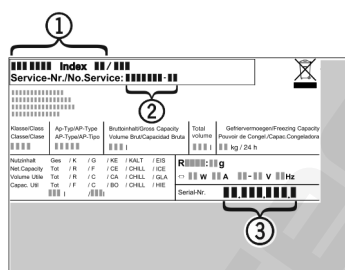 1
Index /
Service-Nr./No.Service: -
2
Klasse/Class Ap-Typ/AP-Type Bruttoinhalt/Gross Capacity Total Gefriervermoegen/Freezing Capacity
Classe/Clase AP-Type/AP-Tipo Volume Brut/Capacidad Bruta volume Pouvoir de Congel./Capac.Congeladora
l l kg / 24 h
Nutzinhalt Ges / K / G / KE / KALT / EIS
Net.Capacity Tot / R / F / CE / CHILL / ICE
Volume Utile Tot / R / C / CA / CHILL / GLA
Capac. Util Tot / F / C / BO / CHILL / HIE
l / l
R : g
W A - V Hz
Serial-Nr. . . .
3